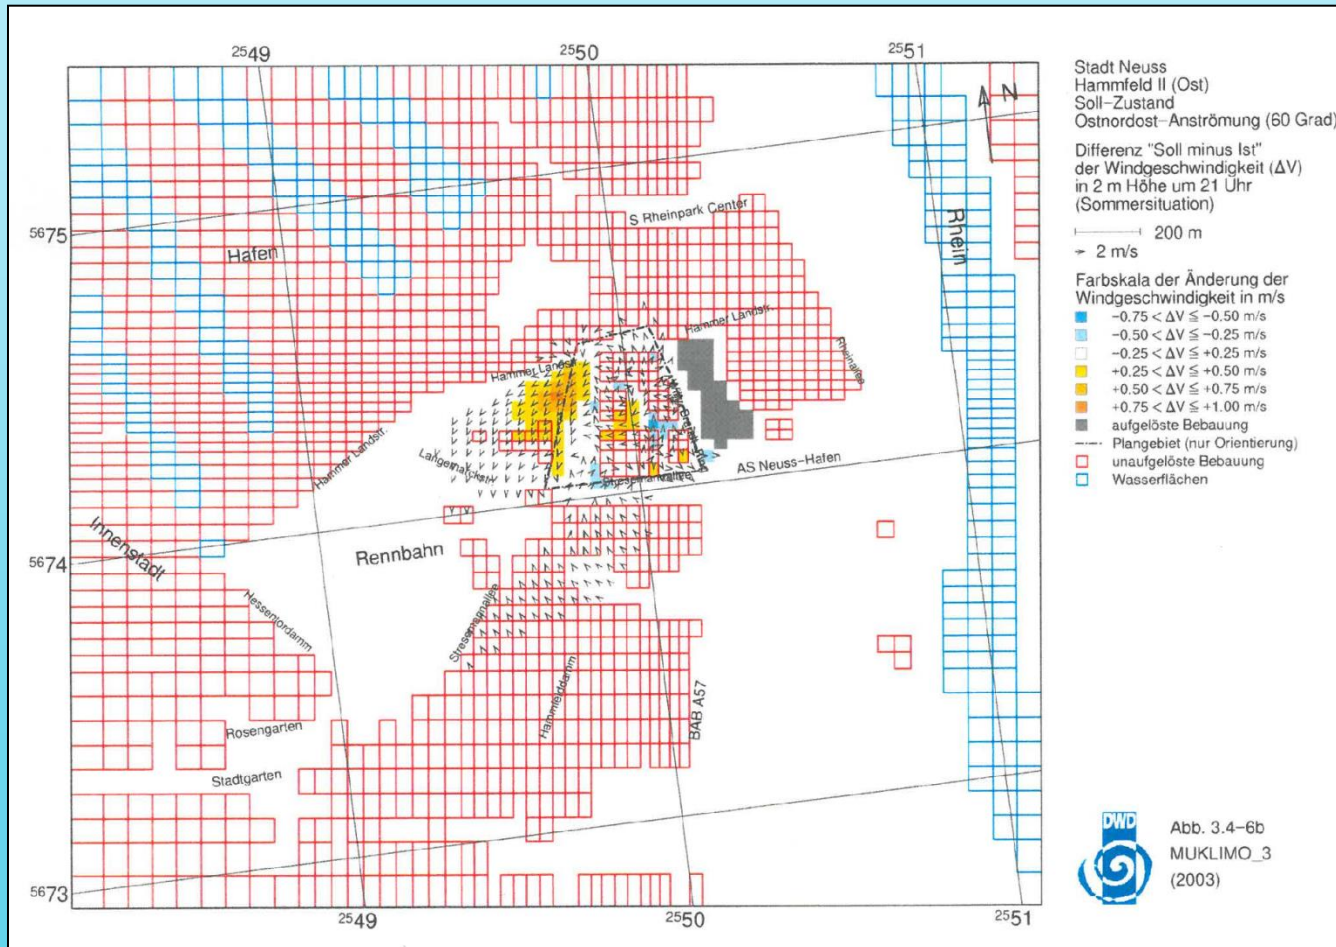 2549
2550
2551
Stadt Neuss
Hammfeld II (Ost)
Soll-Zustand
Ostnordost-Anströmung (60 Grad)
Differenz "Soll minus Ist"
der Windgeschwindigkeit (ΔV)
in 2 m Höhe um 21 Uhr
(Sommersituation)
200 m
2 m/s
Farbskala der Änderung der
Windgeschwindigkeit in m/s
-0.75 < ΔV ≦ -0.50 m/s
-0.50 < ΔV ≦ -0.25 m/s
-0.25 < ΔV ≦ +0.25 m/s
+0.25 < ΔV ≦ +0.50 m/s
+0.50 < ΔV ≦ +0.75 m/s
+0.75 < ΔV ≦ +1.00 m/s
aufgelöste Bebauung
Plangebiet (nur Orientierung)
unaufgelöste Bebauung
Wasserflächen
N
S Rheinpark Center
Rhein
5675
Hafen
Hammer Landstr.
Rheinallee
Hammer Landstr.
Langemarckstr.
Hammer Landstr.
AS Neuss-Hafen
Innenstadt
5674
Rennbahn
Hessentordamm
Stresemannallee
Hammfelddamm
BAB A57
Rosengarten
Stadtgarten
5673
2549
2550
2551
DWD
Abb. 3.4-6b
MUKLIMO_3
(2003)